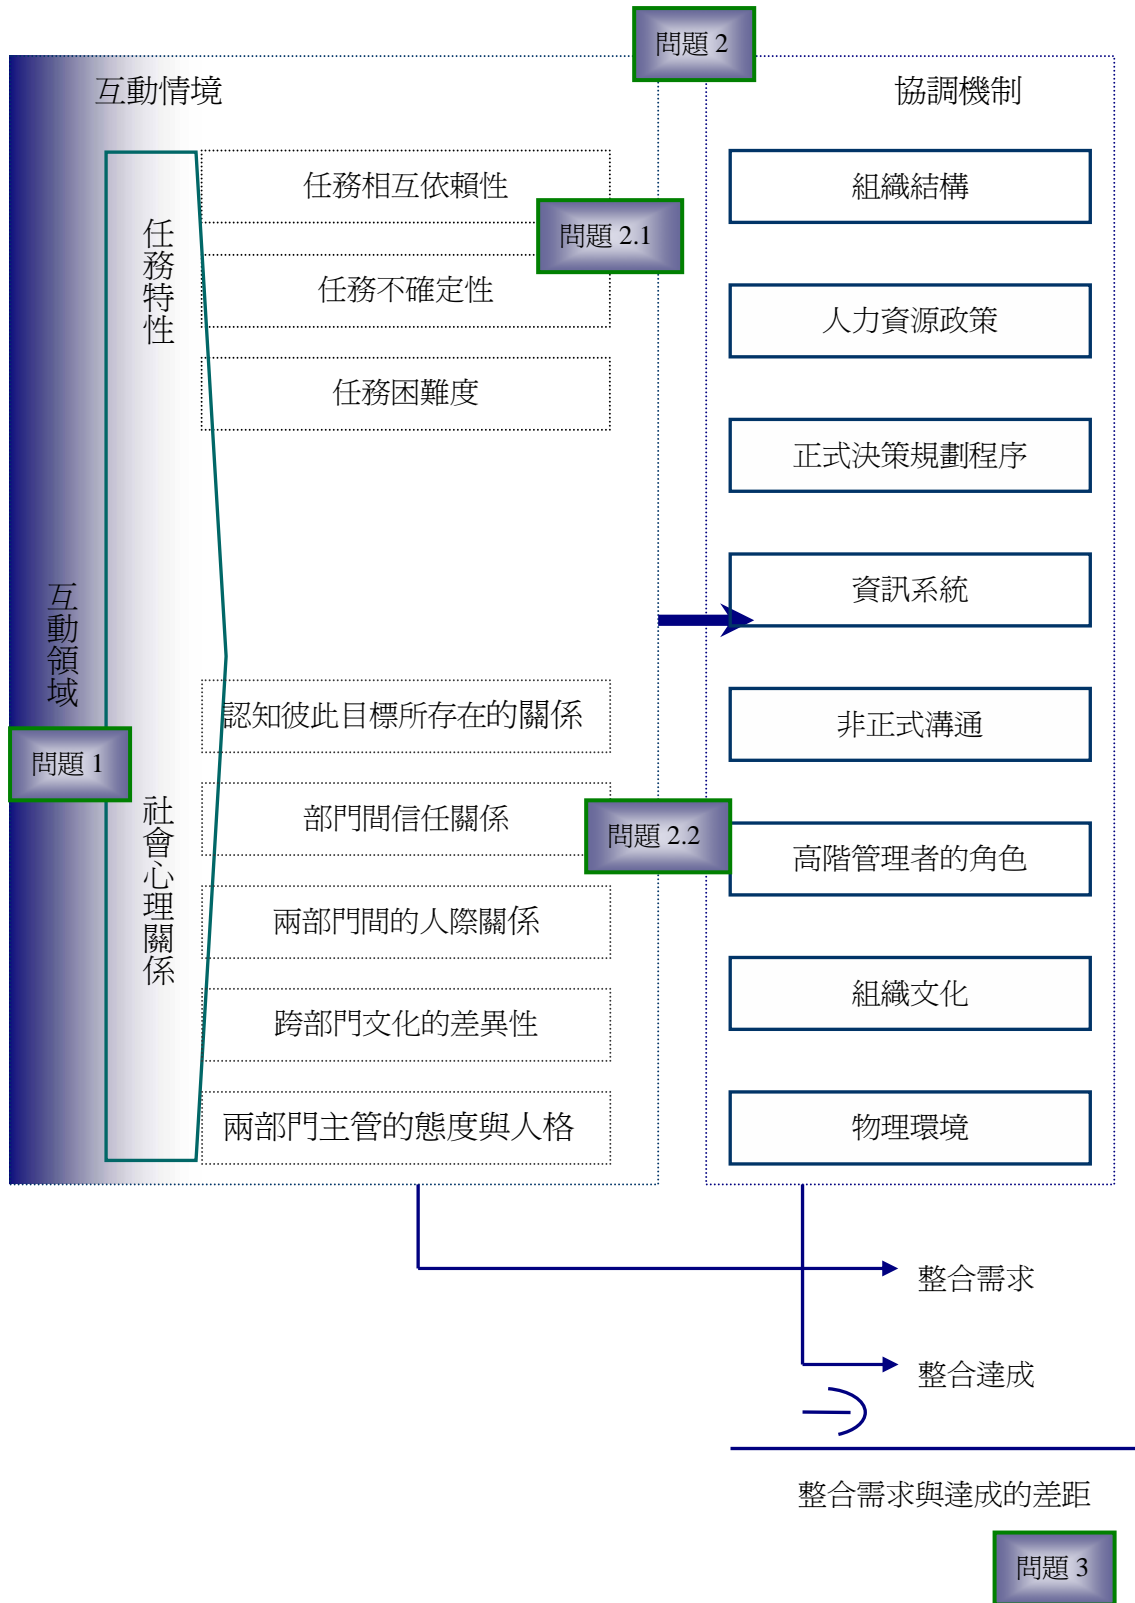 問題 2
互動情境
協調機制
任務相互依賴性
組織結構
問題 2.1
任務特性
任務不確定性
人力資源政策
任務困難度
正式決策規劃程序
資訊系統
互動領域
認知彼此目標所存在的關係
非正式溝通
問題 1
社會心理關係
部門間信任關係
問題 2.2
高階管理者的角色
兩部門間的人際關係
組織文化
跨部門文化的差異性
兩部門主管的態度與人格
物理環境
整合需求
整合達成
整合需求與達成的差距
問題 3